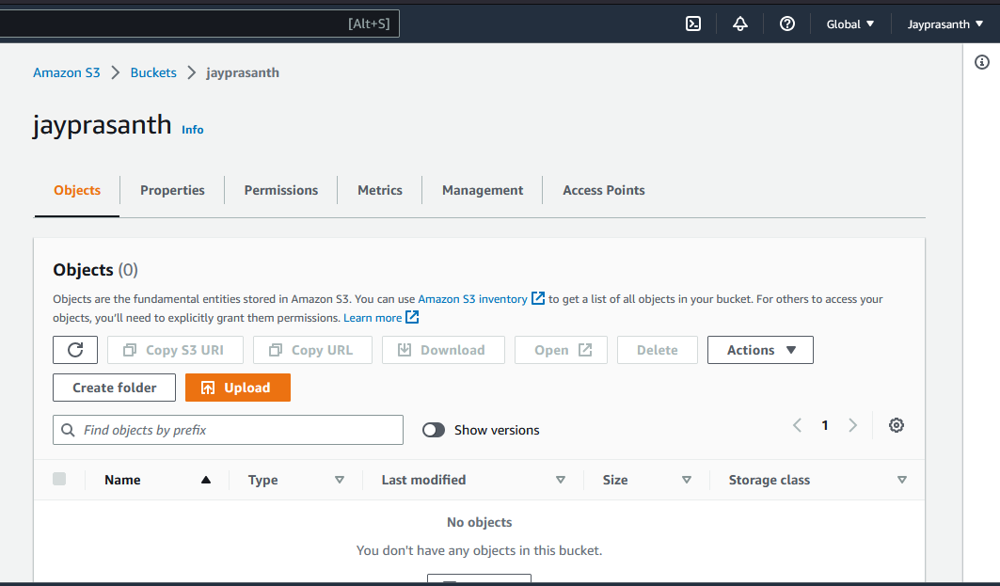 [Alt+S] Global Jayprasanth
Amazon S3 Buckets jayprasanth
jayprasanth Info
Objects Properties Permissions Metrics Management Access Points
Objects (0)
Objects are the fundamental entities stored in Amazon S3. You can use Amazon S3 inventory to get a list of all objects in your bucket. For others to access your
objects, you'll need to explicitly grant them permissions. Learn more
Copy S3 URI Copy URL Download Open Delete Actions
Create folder Upload
Find objects by prefix Show versions 1
Name Type Last modified Size Storage class
No objects
You don't have any objects in this bucket.